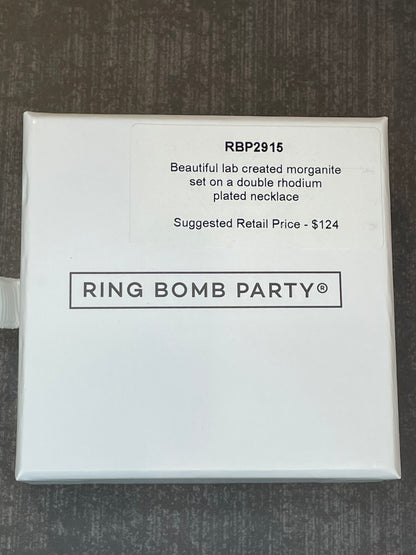 RBP2915
Beautiful lab created morganite
set on a double rhodium
plated necklace
Suggested Retail Price - $124
RING BOMB PARTY®